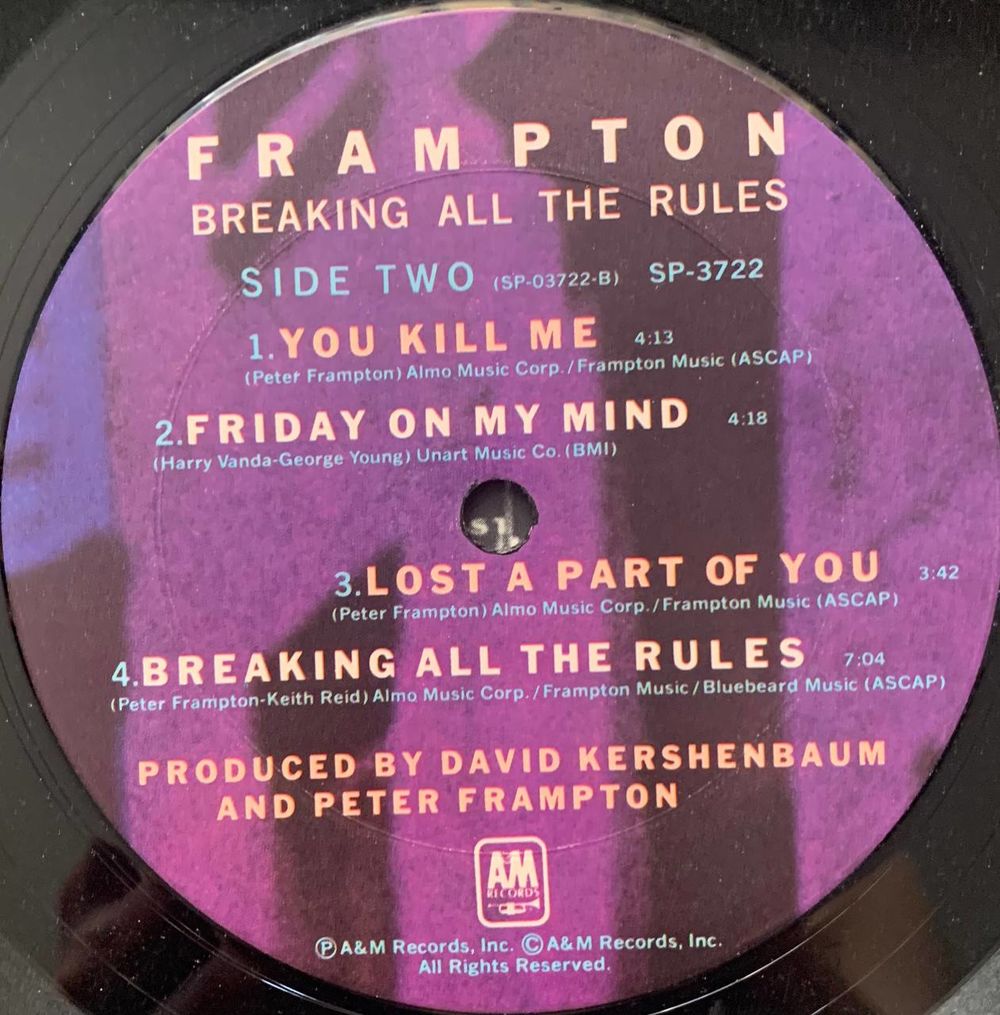 FRAMPTON
BREAKING ALL THE RULES
SIDE TWO (SP-03722-B) SP-3722
1. YOU KILL ME 4:13
(Peter Frampton) Almo Music Corp./Frampton Music (ASCAP)
2. FRIDAY ON MY MIND 4:18
(Harry Vanda-George Young) Unart Music Co. (BMI)
3. LOST A PART OF YOU 3:42
(Peter Frampton) Almo Music Corp./Frampton Music (ASCAP)
4. BREAKING ALL THE RULES 7:04
(Peter Frampton-Keith Reid) Almo Music Corp./Frampton Music/Bluebeard Music (ASCAP)
PRODUCED BY DAVID KERSHENBAUM
AND PETER FRAMPTON
A&M
RECORDS
Ⓟ A&M Records, Inc. © A&M Records, Inc.
All Rights Reserved.